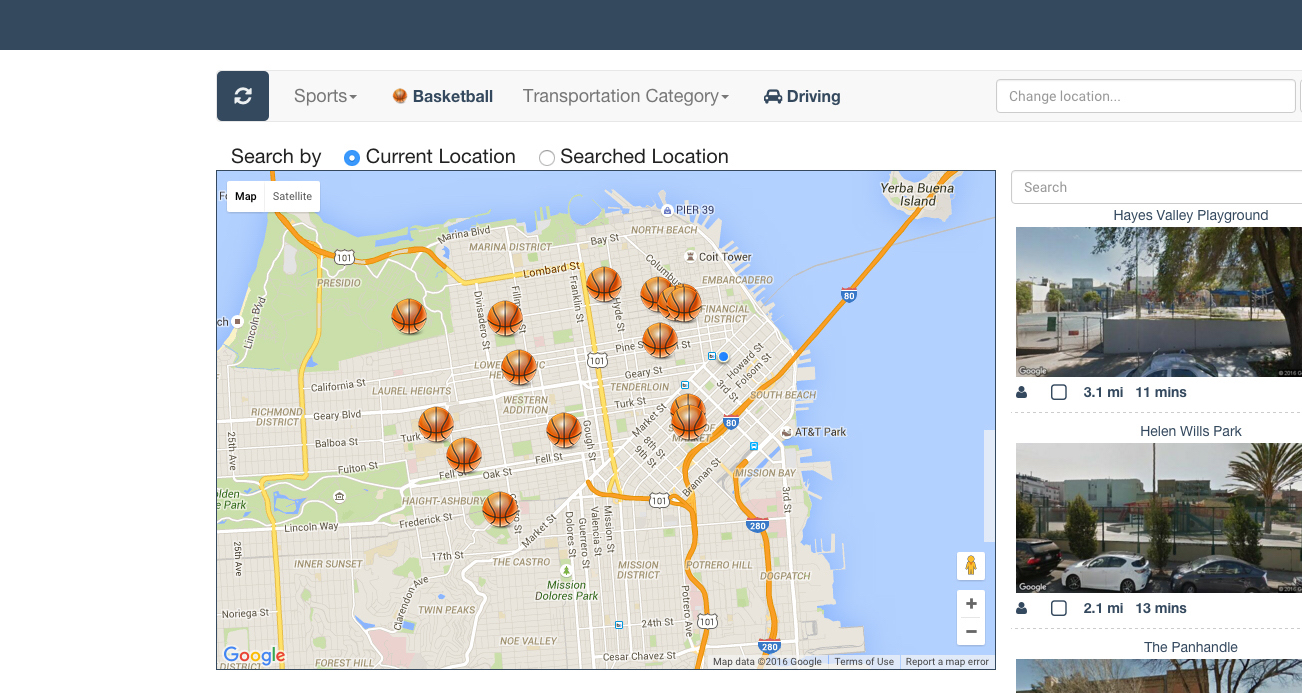 Sports Basketball Transportation Category Driving Change location...
Search by Current Location Searched Location
Map Satellite
Yerba Buena
Island
PIER 39
Marina Blvd
NORTH BEACH
Bay St
MARINA DISTRICT
101
Coit Tower
Lombard St
Columbus
EMBARCADERO
PRESIDIO
80
Divisadero St
Franklin St
Hyde St
FINANCIAL
DISTRICT
Lincoln Blvd
ch
Pine St
Howard St
Folsom St
101
Geary St
3rd St
California St
LAUREL HEIGHTS
TENDERLOIN
SOUTH BEACH
WESTERN
ADDITION
Turk St
RICHMOND
DISTRICT
Geary Blvd
Market St
80
AT&T Park
Balboa St
Turk
Gough St
8th St
9th St
MARKET
25th Ave
Fulton St
Fell St
Fell St
Oak St
Brannan St
MISSION BAY
lden
e Park
HAIGHT-ASHBURY
101
3rd St
Lincoln Way
Frederick St
Market St
280
25th Ave
17th St
Dolores St
Guerrero St
Valencia St
Mission St
INNER SUNSET
THE CASTRO
MISSION
DISTRICT
POTRERO HILL
DOGPATCH
Mission
Dolores Park
Clarendon Ave
TWIN PEAKS
Potrero Ave
Noriega St
24th St
101
NOE VALLEY
280
Google
DISTRICT
FOREST HILL
Cesar Chavez St
Map data ©2016 Google Terms of Use Report a map error
Search
Hayes Valley Playground
Google
3.1 mi 11 mins
Helen Wills Park
Google
2.1 mi 13 mins
The Panhandle